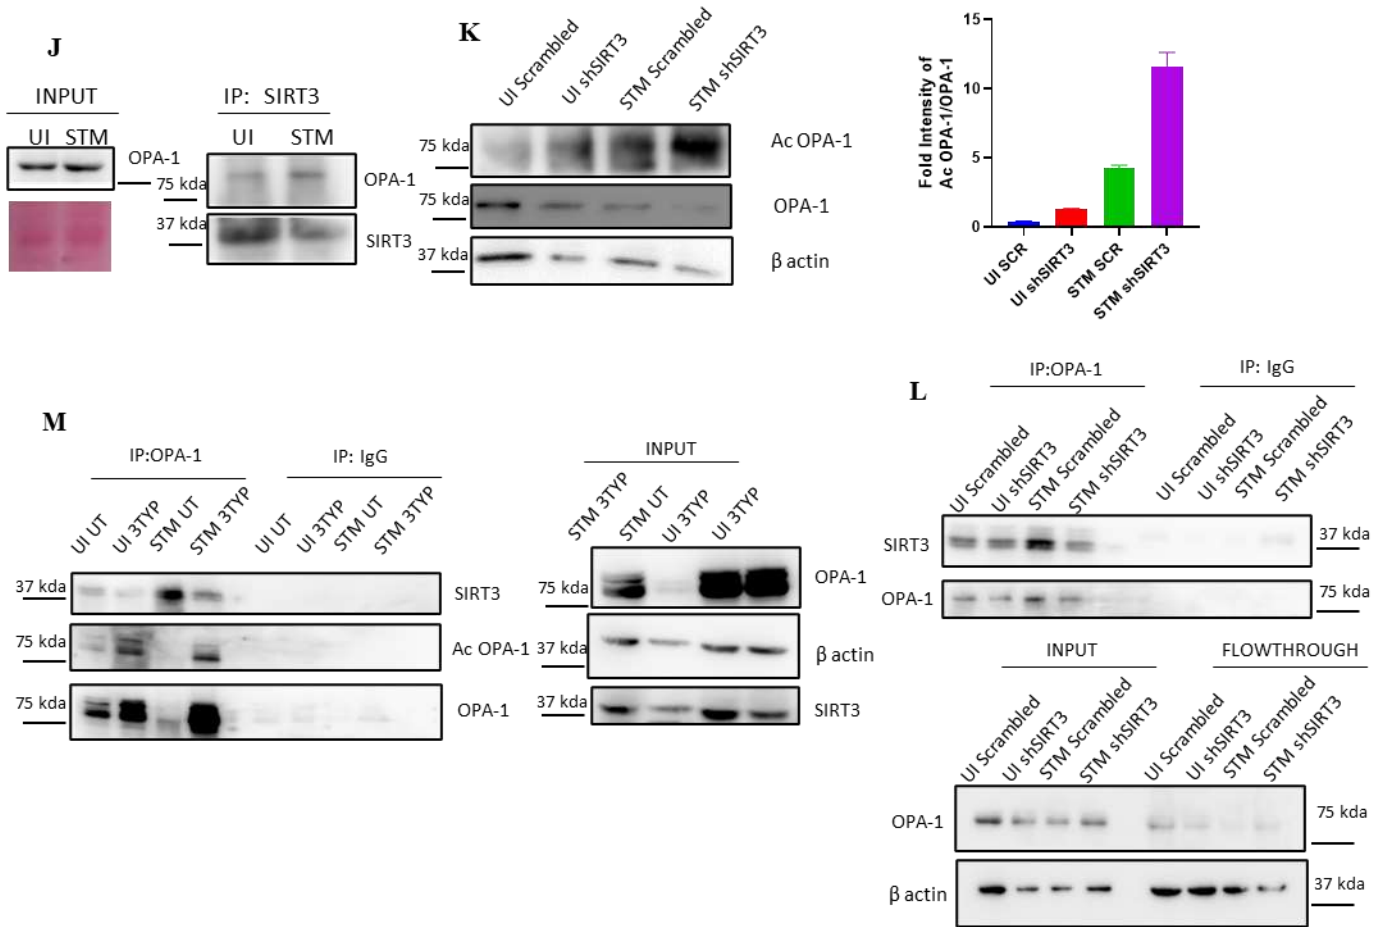 J
INPUT
UI STM
OPA-1
75 kda
IP: SIRT3
UI STM
OPA-1
37 kda
SIRT3
K
UI Scrambled
UI shSIRT3
STM Scrambled
STM shSIRT3
75 kda
Ac OPA-1
75 kda
OPA-1
37 kda
β actin
Fold Intensity of
Ac OPA-1/OPA-1
15
10
5
0
UI SCR
UI shSIRT3
STM SCR
STM shSIRT3
M
IP:OPA-1
IP: IgG
UI UT
UI 3TYP
STM UT
STM 3TYP
UI UT
UI 3TYP
STM UT
STM 3TYP
37 kda
SIRT3
75 kda
Ac OPA-1
75 kda
OPA-1
INPUT
STM 3TYP
STM UT
UI 3TYP
UI 3TYP
75 kda
OPA-1
37 kda
β actin
37 kda
SIRT3
L
IP:OPA-1
IP: IgG
UI Scrambled
UI shSIRT3
STM Scrambled
STM shSIRT3
UI Scrambled
UI shSIRT3
STM Scrambled
STM shSIRT3
SIRT3
37 kda
OPA-1
75 kda
INPUT
FLOWTHROUGH
UI Scrambled
UI shSIRT3
STM Scrambled
STM shSIRT3
UI Scrambled
UI shSIRT3
STM Scrambled
STM shSIRT3
OPA-1
75 kda
β actin
37 kda